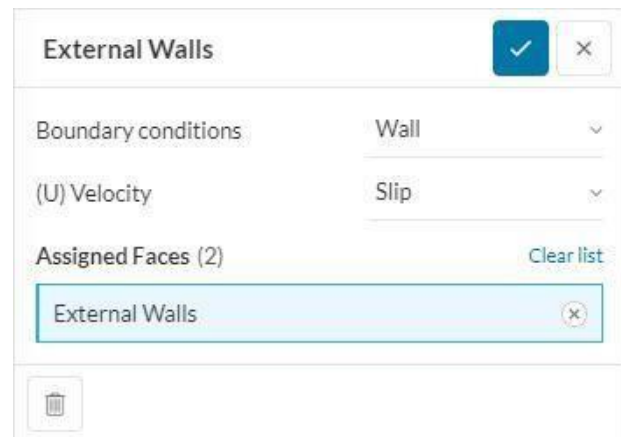 External Walls
Boundary conditions Wall
(U) Velocity Slip
Assigned Faces (2) Clear list
External Walls